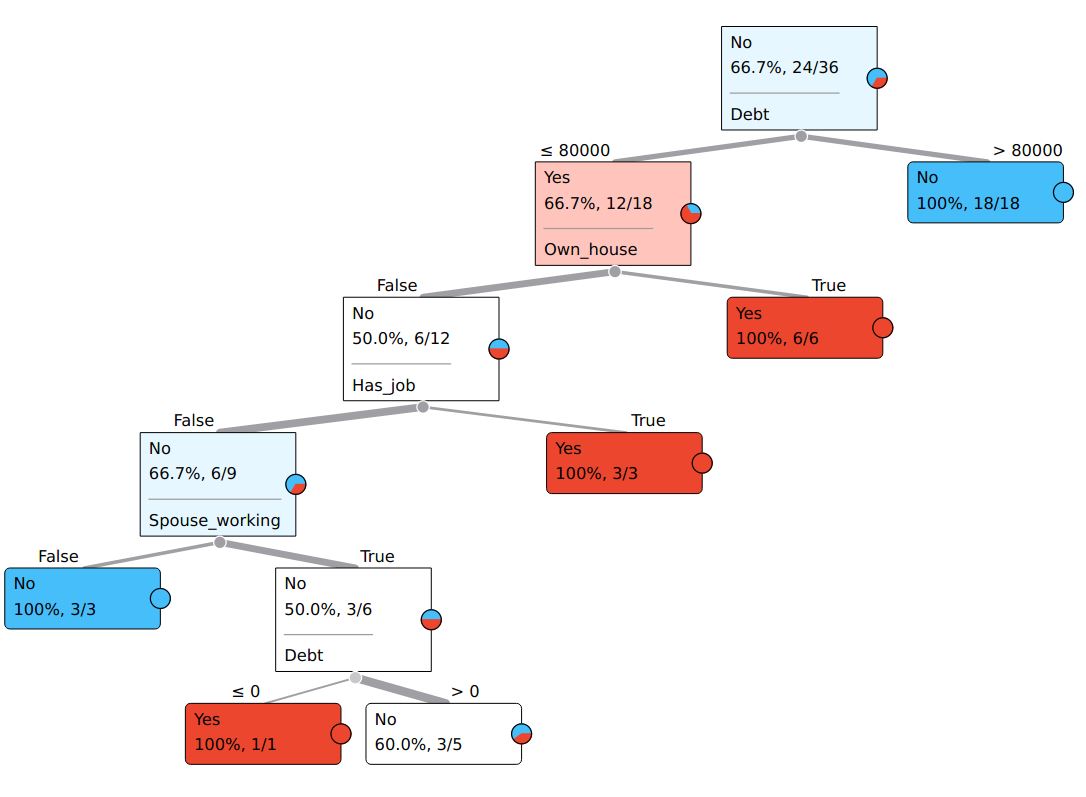 No
66.7%, 24/36
Debt
≤ 80000
> 80000
Yes
66.7%, 12/18
Own_house
No
100%, 18/18
False
True
No
50.0%, 6/12
Has_job
Yes
100%, 6/6
False
True
No
66.7%, 6/9
Spouse_working
Yes
100%, 3/3
False
True
No
100%, 3/3
No
50.0%, 3/6
Debt
≤ 0
> 0
Yes
100%, 1/1
No
60.0%, 3/5